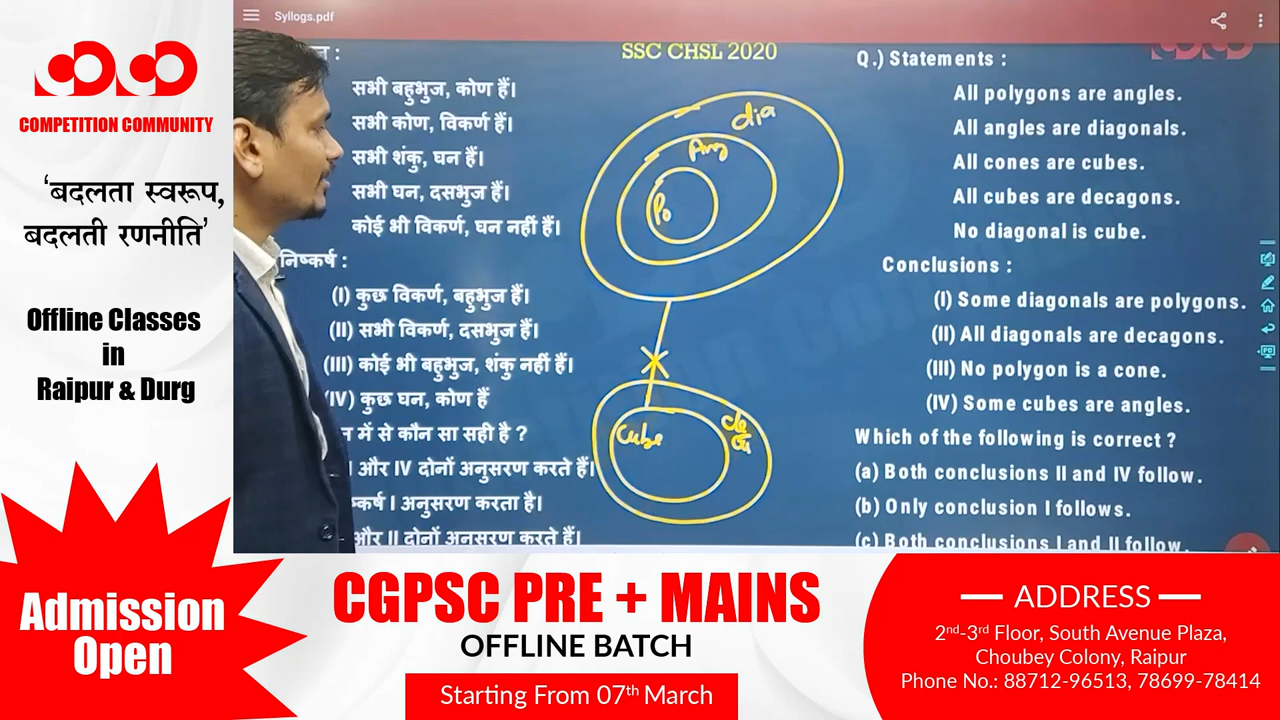 Syllogs.pdf
COMPETITION COMMUNITY
‘बदलता स्वरूप,
बदलती रणनीति’
Offline Classes
in
Raipur & Durg
Admission
Open
SSC CHSL 2020
सभी बहुभुज, कोण हैं।
सभी कोण, विकर्ण हैं।
सभी शंकु, घन हैं।
सभी घन, दसभुज हैं।
कोई भी विकर्ण, घन नहीं हैं।
निष्कर्ष :
(I) कुछ विकर्ण, बहुभुज हैं।
(II) सभी विकर्ण, दसभुज हैं।
(III) कोई भी बहुभुज, शंकु नहीं हैं।
(IV) कुछ घन, कोण हैं
में से कौन सा सही है ?
और IV दोनों अनुसरण करते हैं।
I अनुसरण करता है।
और II दोनों अनुसरण करते हैं।
dia
Ang
Po
Cube
Q.) Statements :
All polygons are angles.
All angles are diagonals.
All cones are cubes.
All cubes are decagons.
No diagonal is cube.
Conclusions :
(I) Some diagonals are polygons.
(II) All diagonals are decagons.
(III) No polygon is a cone.
(IV) Some cubes are angles.
Which of the following is correct ?
(a) Both conclusions II and IV follow.
(b) Only conclusion I follows.
(c) Both conclusions I and II follow.
CGPSC PRE + MAINS
OFFLINE BATCH
Starting From 07th March
ADDRESS
2nd-3rd Floor, South Avenue Plaza,
Choubey Colony, Raipur
Phone No.: 88712-96513, 78699-78414